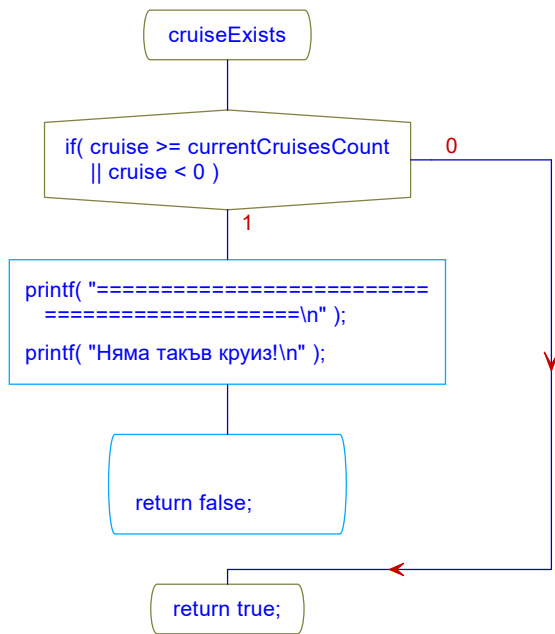 cruiseExists
if( cruise >= currentCruisesCount
|| cruise < 0 )
0
1
printf( "==========================
====================\n" );
printf( "Няма такъв круиз!\n" );
return false;
return true;